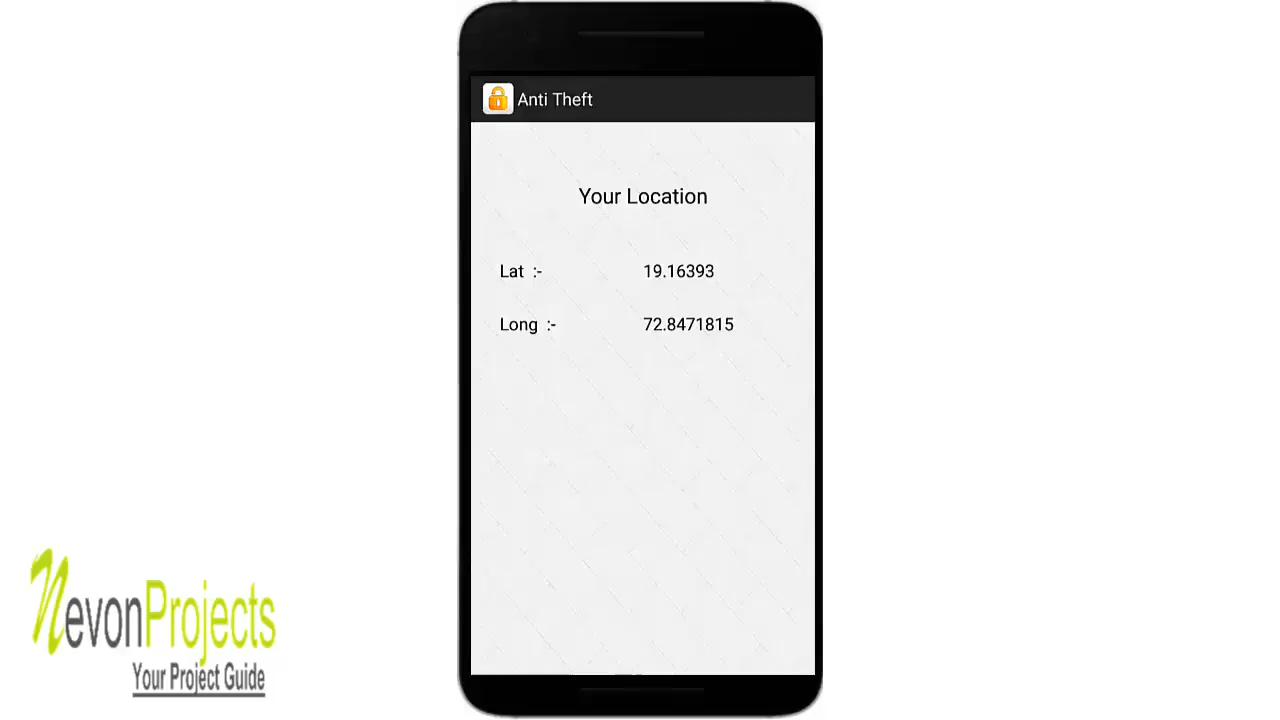 Anti Theft
Your Location
Lat :- 19.16393
Long :- 72.8471815
NevonProjects
Your Project Guide